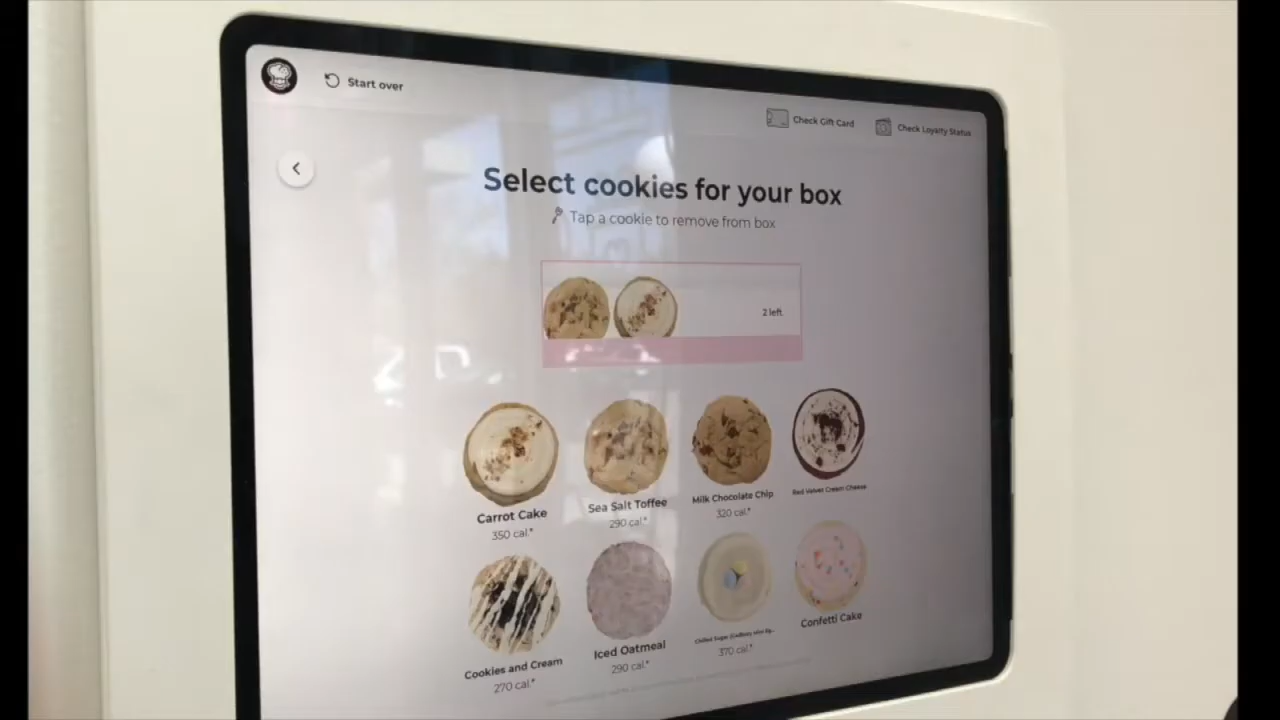 Start over
Check Gift Card
Check Loyalty Status
Select cookies for your box
Tap a cookie to remove from box
2 left
Carrot Cake
350 cal.*
Sea Salt Toffee
290 cal.*
Milk Chocolate Chip
320 cal.*
Red Velvet Cream Cheese
Cookies and Cream
270 cal.*
Iced Oatmeal
290 cal.*
Chilled Sugar
370 cal.*
Confetti Cake